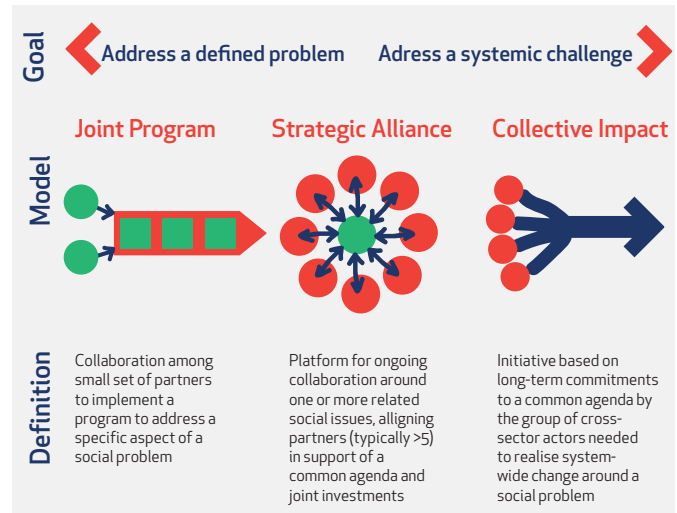 Goal
Address a defined problem
Adress a systemic challenge
Model
Joint Program
Strategic Alliance
Collective Impact
Definition
Collaboration among
small set of partners
to implement a
program to address a
specific aspect of a
social problem
Platform for ongoing
collaboration around
one or more related
social issues, alligning
partners (typically >5)
in support of a
common agenda and
joint investments
Initiative based on
long-term commitments
to a common agenda by
the group of cross-
sector actors needed
to realise system-
wide change around a
social problem